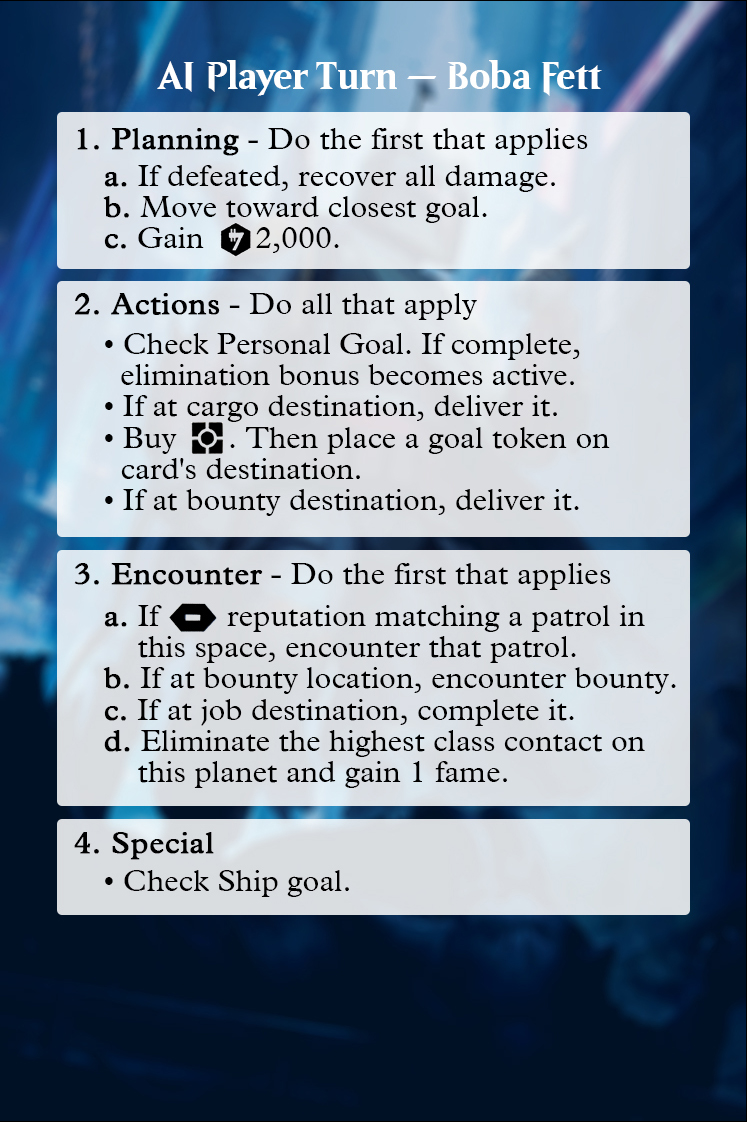 AI Player Turn — Boba Fett
1. Planning - Do the first that applies
a. If defeated, recover all damage.
b. Move toward closest goal.
c. Gain 2,000.
2. Actions - Do all that apply
• Check Personal Goal. If complete,
elimination bonus becomes active.
• If at cargo destination, deliver it.
• Buy . Then place a goal token on
card's destination.
• If at bounty destination, deliver it.
3. Encounter - Do the first that applies
a. If reputation matching a patrol in
this space, encounter that patrol.
b. If at bounty location, encounter bounty.
c. If at job destination, complete it.
d. Eliminate the highest class contact on
this planet and gain 1 fame.
4. Special
• Check Ship goal.